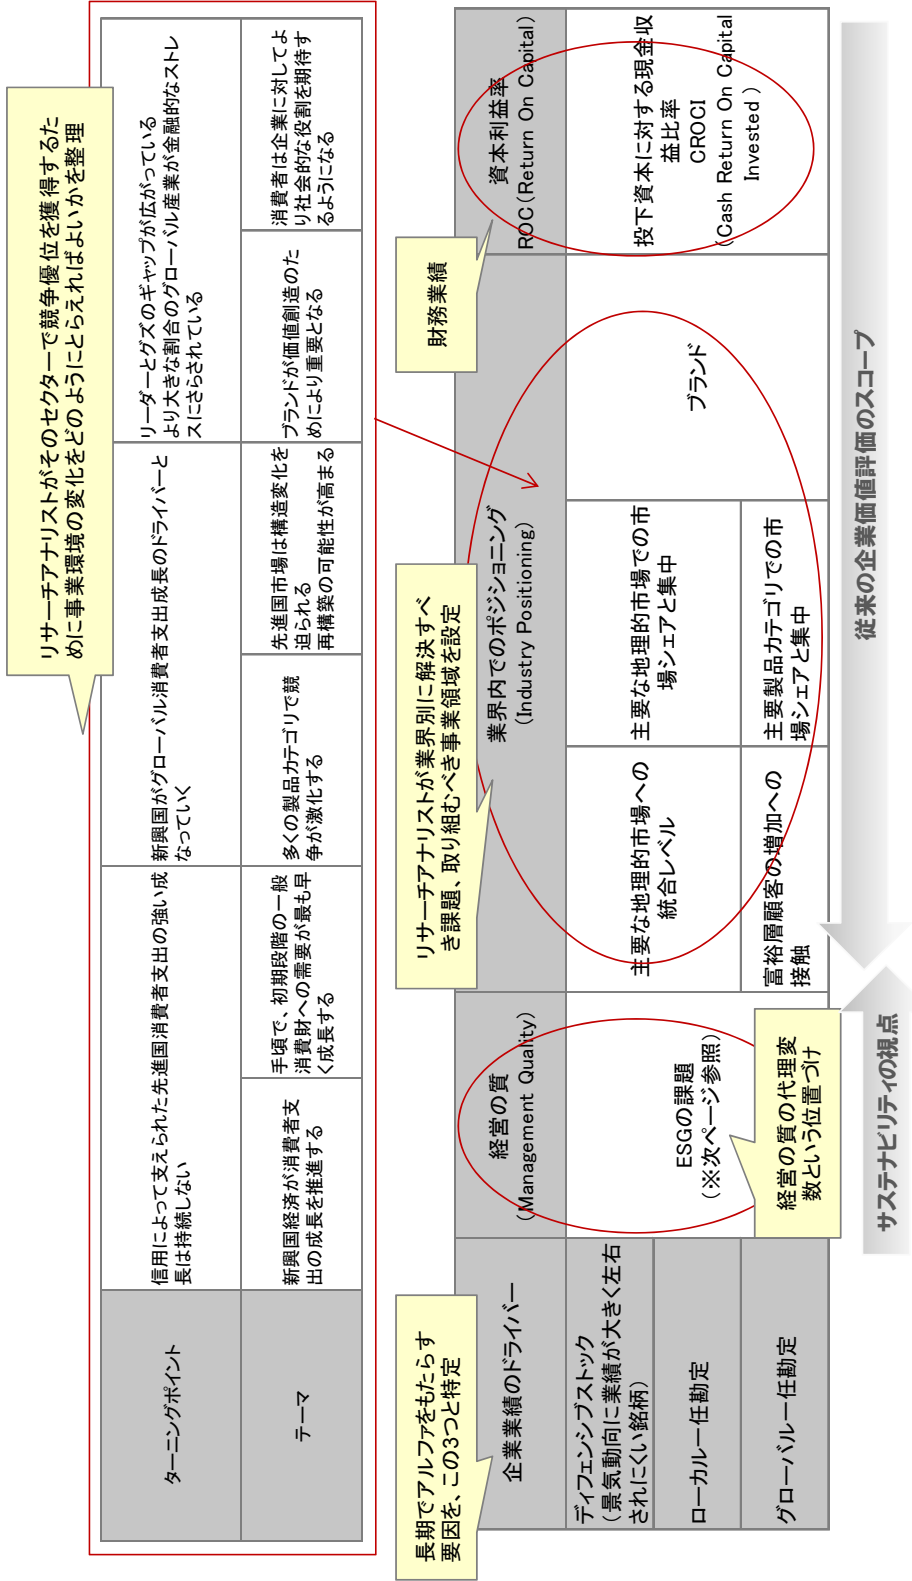 リサーチアナリストがそのセクターで競争優位を獲得するた
めに事業環境の変化をどのようにとらえればよいかを整理
ターニングポイント
信用によって支えられた先進国消費者支出の強い成
長は持続しない
新興国がグローバル消費者支出成長のドライバーと
なっていく
リーダーとグズのギャップが広がっている
より大きな割合のグローバル産業が金融的なストレ
スにさらされている
テーマ
新興国経済が消費者支
出の成長を推進する
手頃で、初期段階の一般
消費財への需要が最も早
く成長する
多くの製品カテゴリで競
争が激化する
先進国市場は構造変化を
迫られる
再構築の可能性が高まる
ブランドが価値創造のた
めにより重要となる
消費者は企業に対してよ
り社会的な役割を期待す
るようになる
長期でアルファをもたらす
要因を、この3つと特定
リサーチアナリストが業界別に解決すべ
き課題、取り組むべき事業領域を設定
財務業績
企業業績のドライバー
経営の質
(Management Quality)
業界内でのポジショニング
(Industry Positioning)
資本利益率
ROC(Return On Capital)
ディフェンシブストック
(景気動向に業績が大きく左右
されにくい銘柄)
ローカル一任勘定
グローバル一任勘定
ESGの課題
(※次ページ参照)
主要な地理的市場への
統合レベル
主要な地理的市場での市
場シェアと集中
ブランド
投下資本に対する現金収
益比率
CROCI
(Cash Return On Capital
Invested )
富裕層顧客の増加への
接触
主要製品カテゴリでの市
場シェアと集中
経営の質の代理変
数という位置づけ
サステナビリティの視点
従来の企業価値評価のスコープ